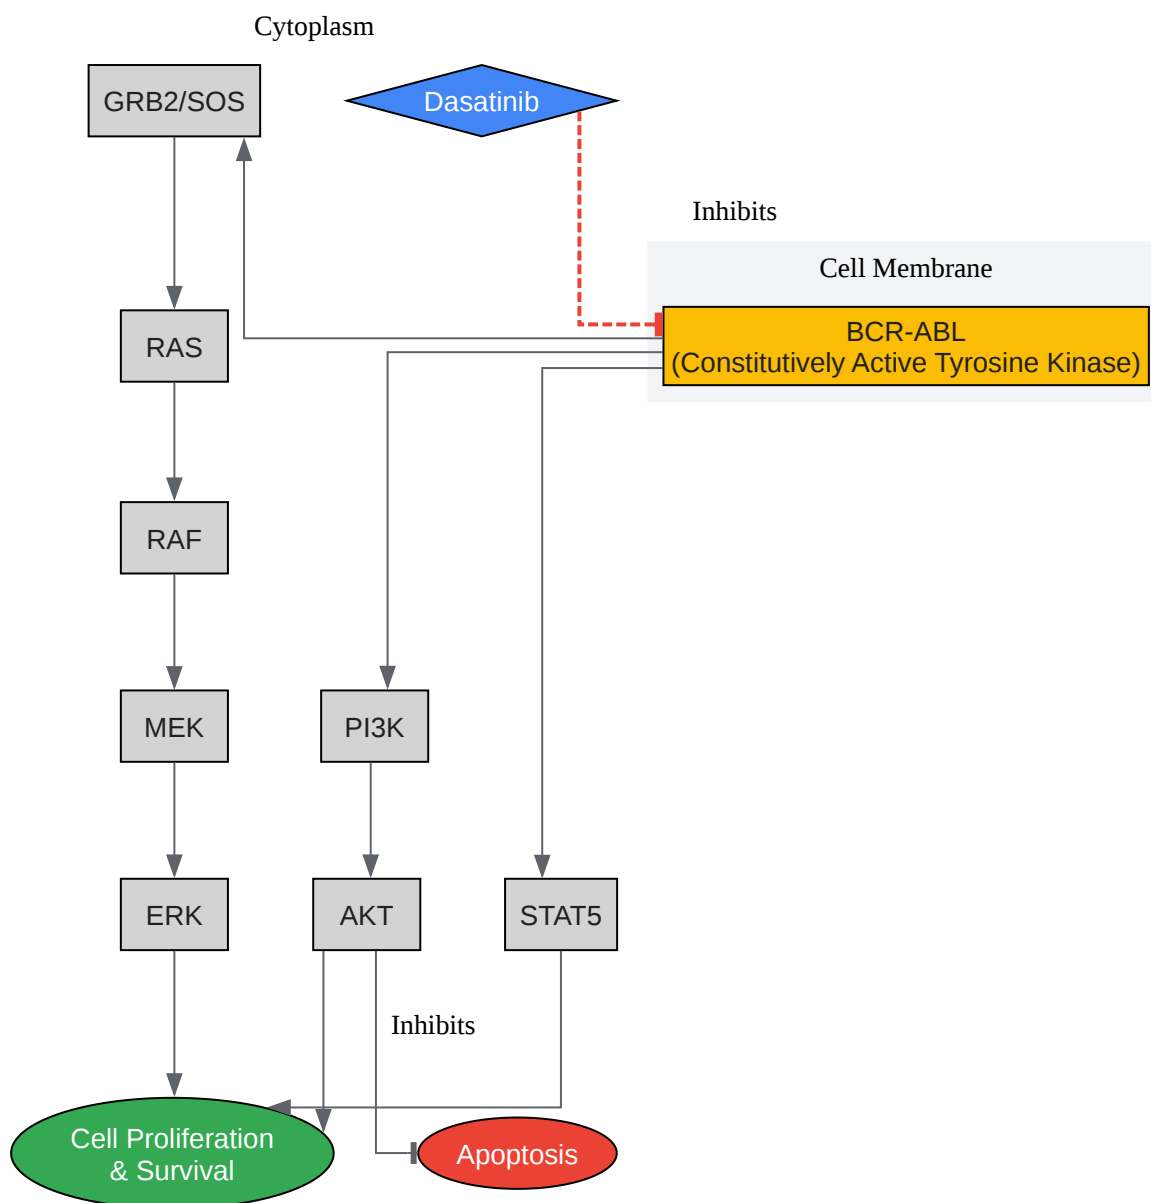 Cytoplasm
GRB2/SOS
Dasatinib
Inhibits
Cell Membrane
BCR-ABL
(Constitutively Active Tyrosine Kinase)
RAS
RAF
MEK
PI3K
ERK
AKT
STAT5
Inhibits
Cell Proliferation
& Survival
Apoptosis